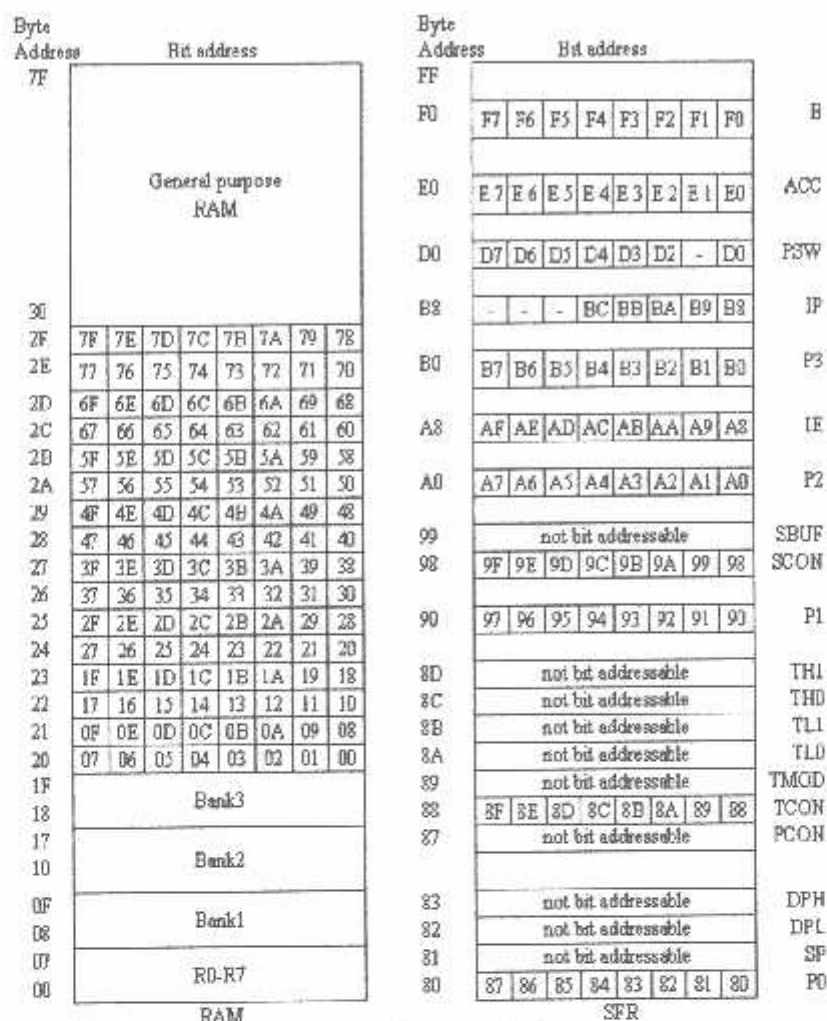 Byte
Address Bit address
7F
General purpose
RAM
30
2F 7F 7E 7D 7C 7B 7A 79 78
2E 77 76 75 74 73 72 71 70
2D 6F 6E 6D 6C 6B 6A 69 68
2C 67 66 65 64 63 62 61 60
2B 5F 5E 5D 5C 5B 5A 59 58
2A 57 56 55 54 53 52 51 50
29 4F 4E 4D 4C 4B 4A 49 48
28 47 46 45 44 43 42 41 40
27 3F 3E 3D 3C 3B 3A 39 38
26 37 36 35 34 33 32 31 30
25 2F 2E 2D 2C 2B 2A 29 28
24 27 26 25 24 23 22 21 20
23 1F 1E 1D 1C 1B 1A 19 18
22 17 16 15 14 13 12 11 10
21 0F 0E 0D 0C 0B 0A 09 08
20 07 06 05 04 03 02 01 00
1F
Bank3
18
17
Bank2
10
0F
Bank1
08
07
R0-R7
00
RAM
Byte
Address Bit address
FF
F0 F7 F6 F5 F4 F3 F2 F1 F0 B
E0 E7 E6 E5 E4 E3 E2 E1 E0 ACC
D0 D7 D6 D5 D4 D3 D2 - D0 PSW
B8 - - - BC BB BA B9 B8 IP
B0 B7 B6 B5 B4 B3 B2 B1 B0 P3
A8 AF AE AD AC AB AA A9 A8 IE
A0 A7 A6 A5 A4 A3 A2 A1 A0 P2
99 not bit addressable SBUF
98 9F 9E 9D 9C 9B 9A 99 98 SCON
90 97 96 95 94 93 92 91 90 P1
8D not bit addressable TH1
8C not bit addressable TH0
8B not bit addressable TL1
8A not bit addressable TL0
89 not bit addressable TMOD
88 8F 8E 8D 8C 8B 8A 89 88 TCON
87 not bit addressable PCON
83 not bit addressable DPH
82 not bit addressable DPL
81 not bit addressable SP
80 87 86 85 84 83 82 81 80 P0
SFR